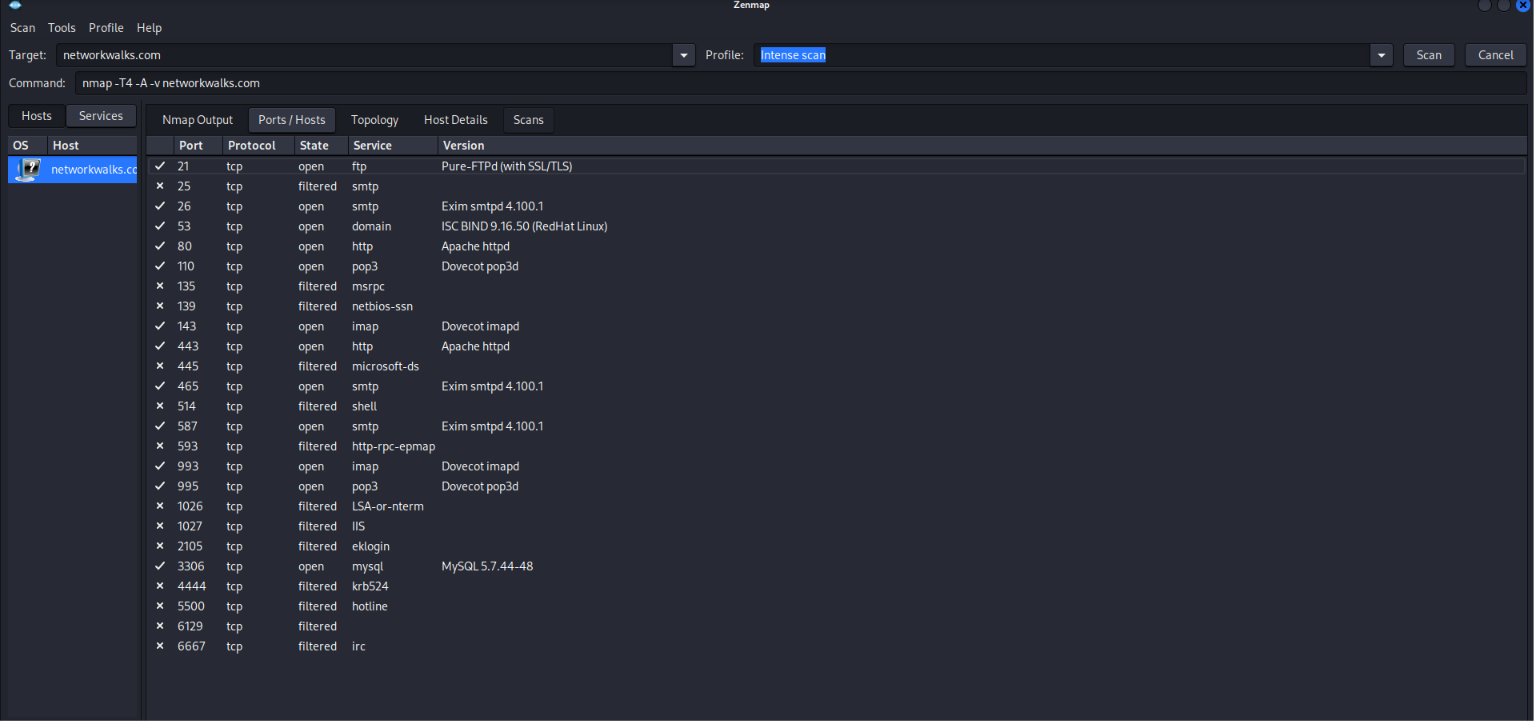 Zenmap
Scan Tools Profile Help
Target: networkwalks.com Profile: Intense scan Scan Cancel
Command: nmap -T4 -A -v networkwalks.com
Hosts Services Nmap Output Ports / Hosts Topology Host Details Scans
OS Host Port Protocol State Service Version
networkwalks.co
21 tcp open ftp Pure-FTPd (with SSL/TLS)
25 tcp filtered smtp
26 tcp open smtp Exim smtpd 4.100.1
53 tcp open domain ISC BIND 9.16.50 (RedHat Linux)
80 tcp open http Apache httpd
110 tcp open pop3 Dovecot pop3d
135 tcp filtered msrpc
139 tcp filtered netbios-ssn
143 tcp open imap Dovecot imapd
443 tcp open http Apache httpd
445 tcp filtered microsoft-ds
465 tcp open smtp Exim smtpd 4.100.1
514 tcp filtered shell
587 tcp open smtp Exim smtpd 4.100.1
593 tcp filtered http-rpc-epmap
993 tcp open imap Dovecot imapd
995 tcp open pop3 Dovecot pop3d
1026 tcp filtered LSA-or-nterm
1027 tcp filtered IIS
2105 tcp filtered eklogin
3306 tcp open mysql MySQL 5.7.44-48
4444 tcp filtered krb524
5500 tcp filtered hotline
6129 tcp filtered
6667 tcp filtered irc